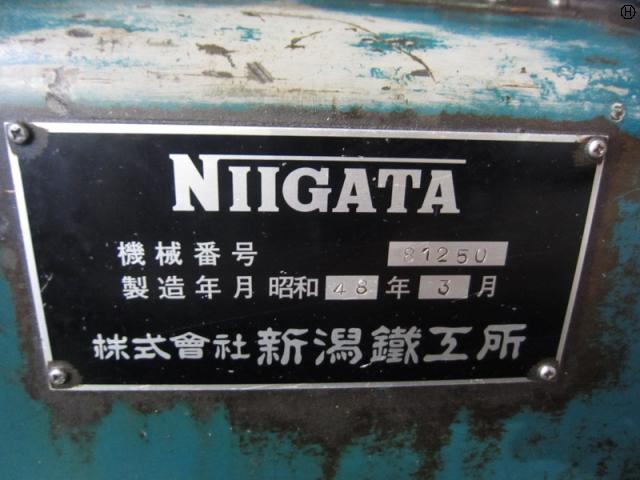 NIIGATA
機械番号 81250
製造年月 昭和 48 年 3 月
株式會社 新潟鐵工所
H